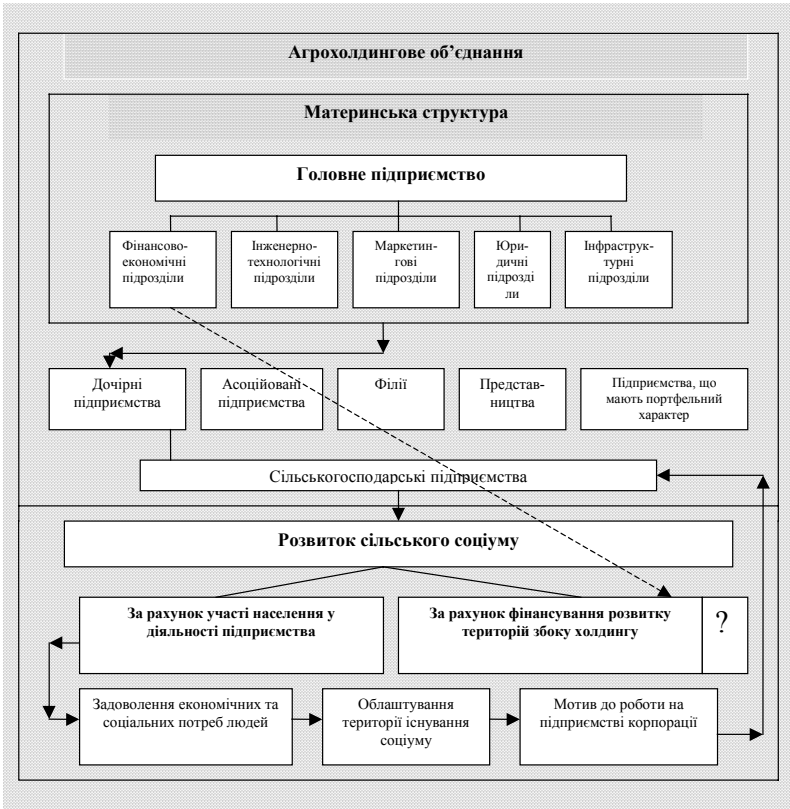 Агрохолдингове об’єднання
Материнська структура
Головне підприємство
Фінансово-
економічні
підрозділи
Інженерно-
технологічні
підрозділи
Маркетин-
гові
підрозділи
Юри-
дичні
підрозді
ли
Інфраструк-
турні
підрозділи
Дочірні
підприємства
Асоційовані
підприємства
Філії
Представ-
ництва
Підприємства, що
мають портфельний
характер
Сільськогосподарські підприємства
Розвиток сільського соціуму
За рахунок участі населення у
діяльності підприємства
За рахунок фінансування розвитку
територій збоку холдингу
?
Задоволення економічних та
соціальних потреб людей
Облаштування
території існування
соціуму
Мотив до роботи на
підприємстві корпорації